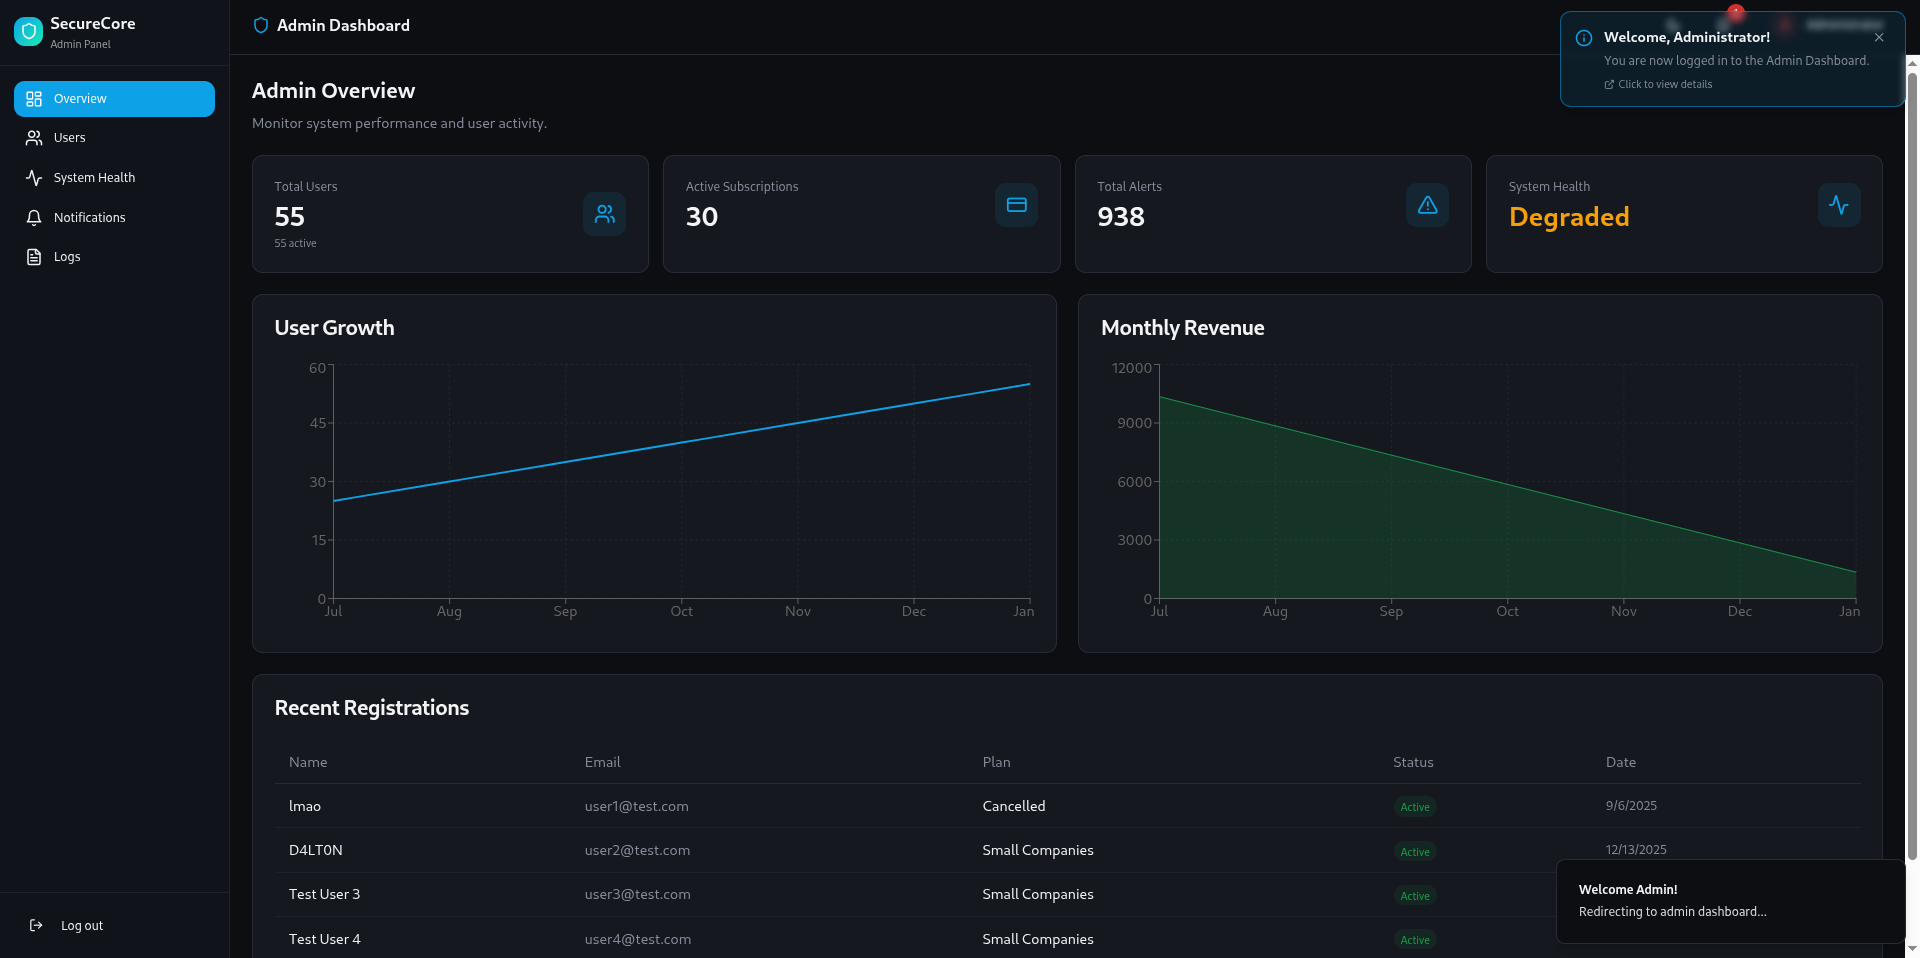 SecureCore
Admin Panel
Overview
Users
System Health
Notifications
Logs
Log out
Admin Dashboard
Welcome, Administrator!
You are now logged in to the Admin Dashboard.
Click to view details
Admin Overview
Monitor system performance and user activity.
Total Users
55
55 active
Active Subscriptions
30
Total Alerts
938
System Health
Degraded
User Growth
60
45
30
15
0
Jul Aug Sep Oct Nov Dec Jan
Monthly Revenue
12000
9000
6000
3000
0
Jul Aug Sep Oct Nov Dec Jan
Recent Registrations
Name Email Plan Status Date
lmao user1@test.com Cancelled Active 9/6/2025
D4LT0N user2@test.com Small Companies Active 12/13/2025
Test User 3 user3@test.com Small Companies Active
Test User 4 user4@test.com Small Companies Active
Welcome Admin!
Redirecting to admin dashboard...